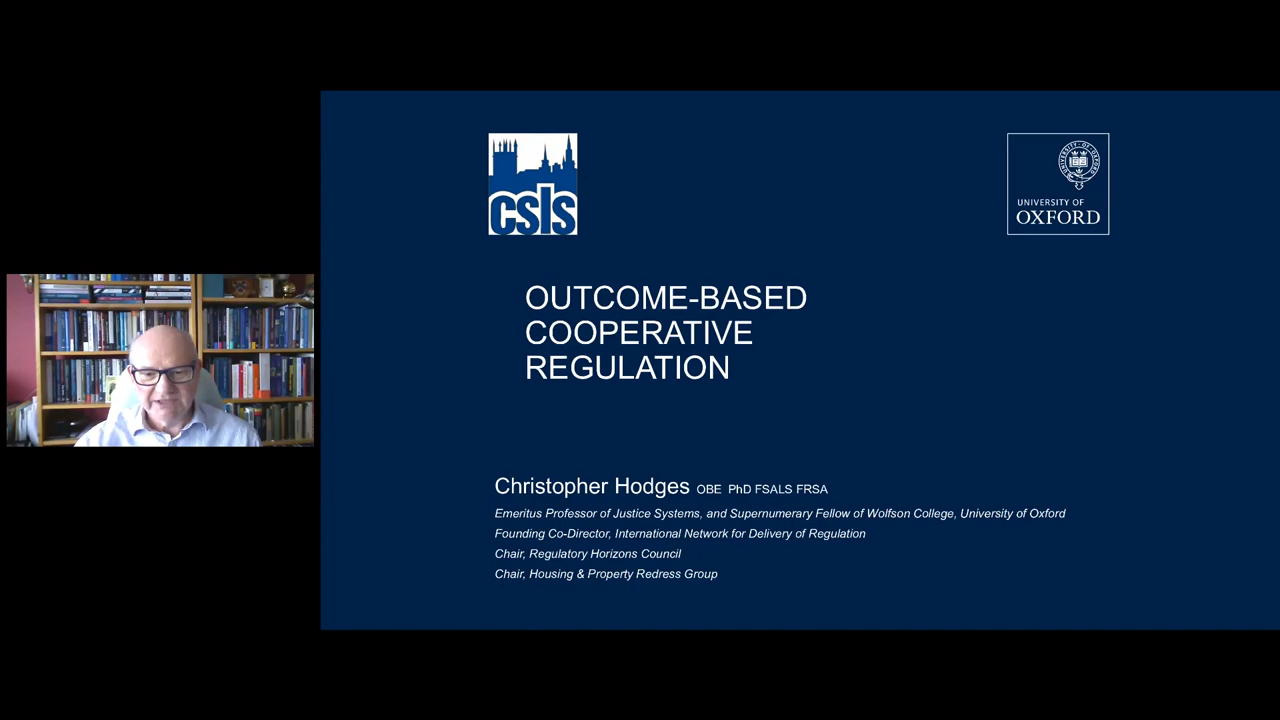 csls
UNIVERSITY OF
OXFORD
OUTCOME-BASED
COOPERATIVE
REGULATION
Christopher Hodges OBE PhD FSALS FRSA
Emeritus Professor of Justice Systems, and Supernumerary Fellow of Wolfson College, University of Oxford
Founding Co-Director, International Network for Delivery of Regulation
Chair, Regulatory Horizons Council
Chair, Housing & Property Redress Group